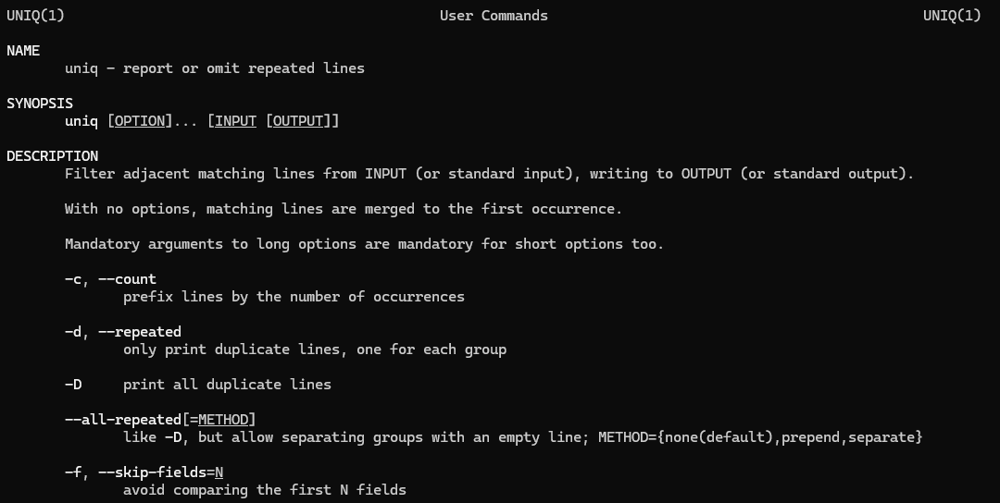 UNIQ(1) User Commands UNIQ(1)
NAME
uniq - report or omit repeated lines
SYNOPSIS
uniq [OPTION]... [INPUT [OUTPUT]]
DESCRIPTION
Filter adjacent matching lines from INPUT (or standard input), writing to OUTPUT (or standard output).
With no options, matching lines are merged to the first occurrence.
Mandatory arguments to long options are mandatory for short options too.
-c, --count
prefix lines by the number of occurrences
-d, --repeated
only print duplicate lines, one for each group
-D print all duplicate lines
--all-repeated[=METHOD]
like -D, but allow separating groups with an empty line; METHOD={none(default),prepend,separate}
-f, --skip-fields=N
avoid comparing the first N fields